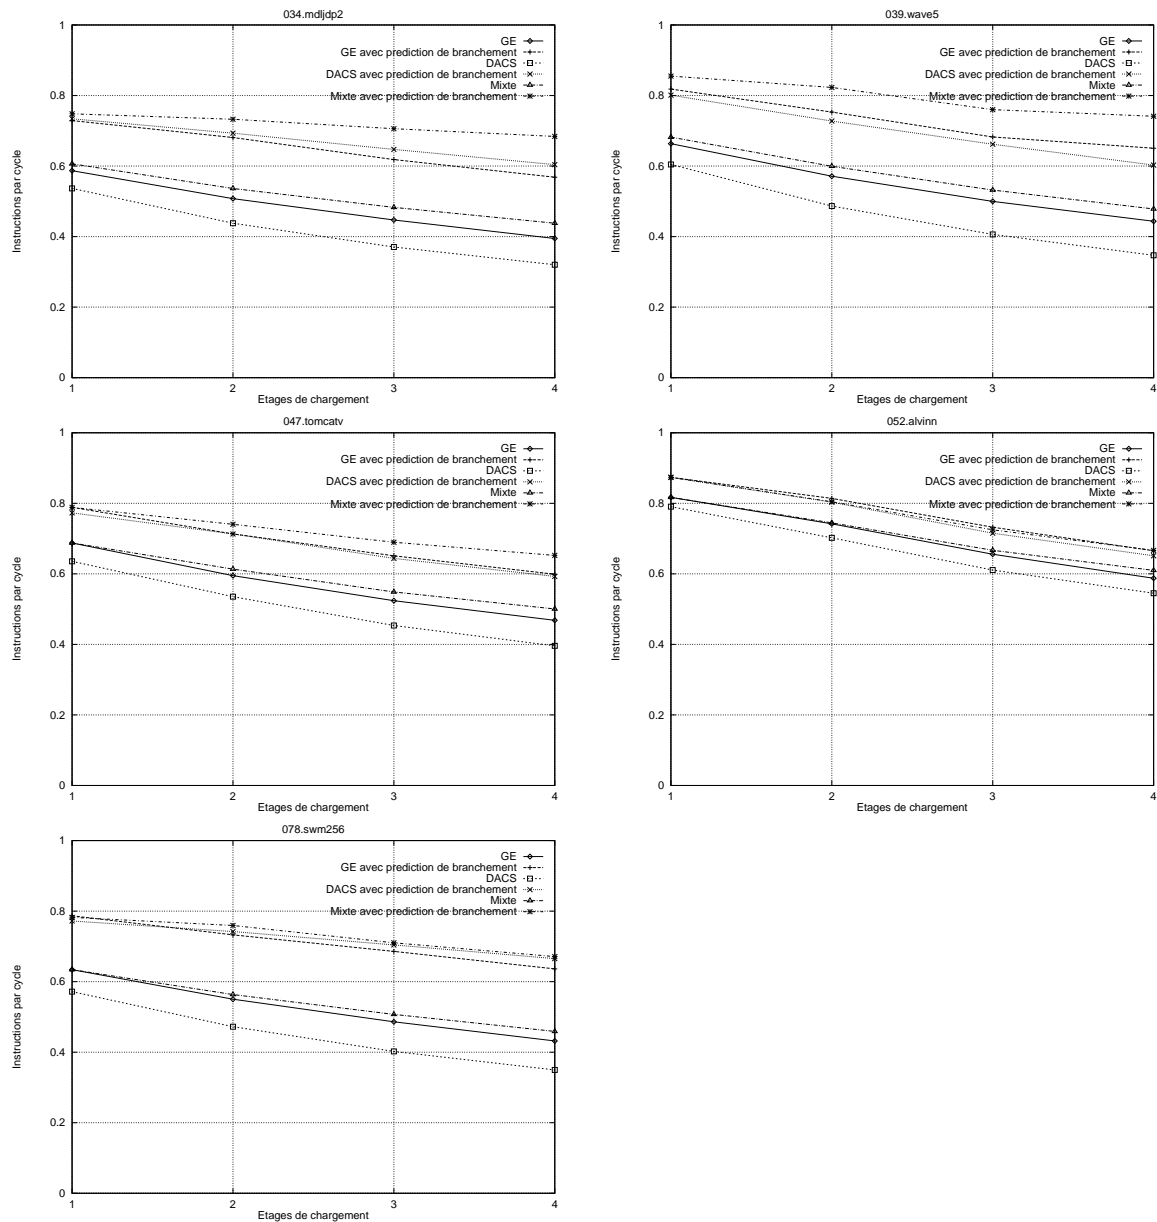 034.mdljdp2
GE
GE avec prediction de branchement
DACS
DACS avec prediction de branchement
Mixte
Mixte avec prediction de branchement
1
0.8
0.6
0.4
0.2
0
Instructions par cycle
1 2 3 4
Etages de chargement
039.wave5
GE
GE avec prediction de branchement
DACS
DACS avec prediction de branchement
Mixte
Mixte avec prediction de branchement
1
0.8
0.6
0.4
0.2
0
Instructions par cycle
1 2 3 4
Etages de chargement
047.tomcatv
GE
GE avec prediction de branchement
DACS
DACS avec prediction de branchement
Mixte
Mixte avec prediction de branchement
1
0.8
0.6
0.4
0.2
0
Instructions par cycle
1 2 3 4
Etages de chargement
052.alvinn
GE
GE avec prediction de branchement
DACS
DACS avec prediction de branchement
Mixte
Mixte avec prediction de branchement
1
0.8
0.6
0.4
0.2
0
Instructions par cycle
1 2 3 4
Etages de chargement
078.swm256
GE
GE avec prediction de branchement
DACS
DACS avec prediction de branchement
Mixte
Mixte avec prediction de branchement
1
0.8
0.6
0.4
0.2
0
Instructions par cycle
1 2 3 4
Etages de chargement